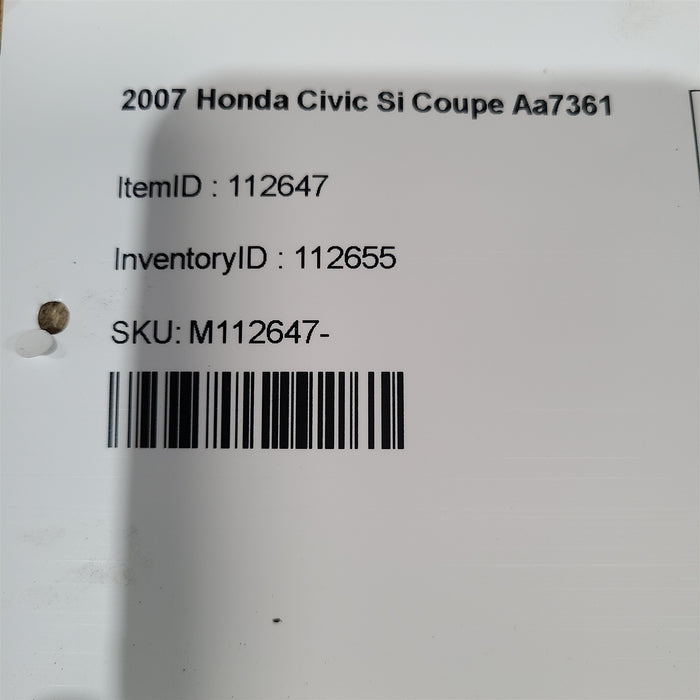 2007 Honda Civic Si Coupe Aa7361
ItemID : 112647
InventoryID : 112655
SKU: M112647-